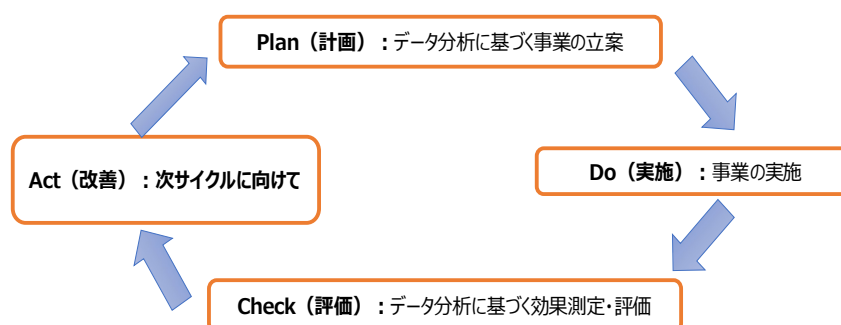 Plan（計画）：データ分析に基づく事業の立案
Do（実施）：事業の実施
Act（改善）：次サイクルに向けて
Check（評価）：データ分析に基づく効果測定・評価